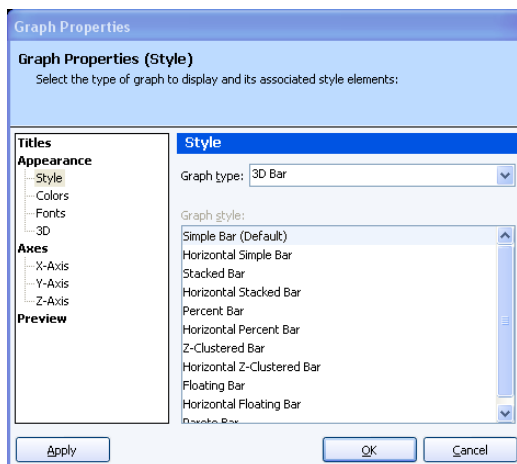 Graph Properties
Graph Properties (Style)
Select the type of graph to display and its associated style elements:
Titles
Appearance
Style
Colors
Fonts
3D
Axes
X-Axis
Y-Axis
Z-Axis
Preview
Style
Graph type: 3D Bar
Graph style:
Simple Bar (Default)
Horizontal Simple Bar
Stacked Bar
Horizontal Stacked Bar
Percent Bar
Horizontal Percent Bar
Z-Clustered Bar
Horizontal Z-Clustered Bar
Floating Bar
Horizontal Floating Bar
Pareto Bar
Apply
OK
Cancel